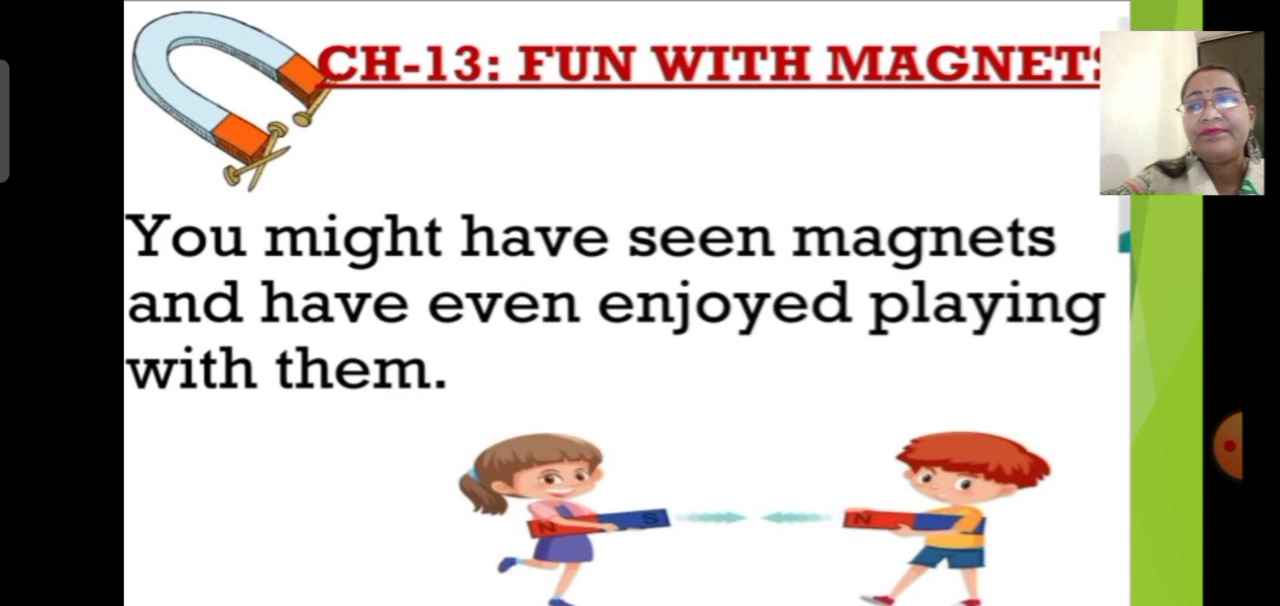 CH-13: FUN WITH MAGNETS
You might have seen magnets
and have even enjoyed playing
with them.
N S N